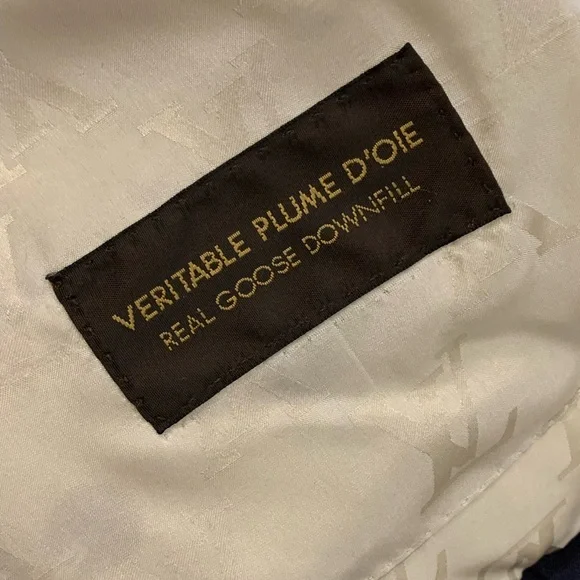 VERITABLE PLUME D'OIE
REAL GOOSE DOWNFILL